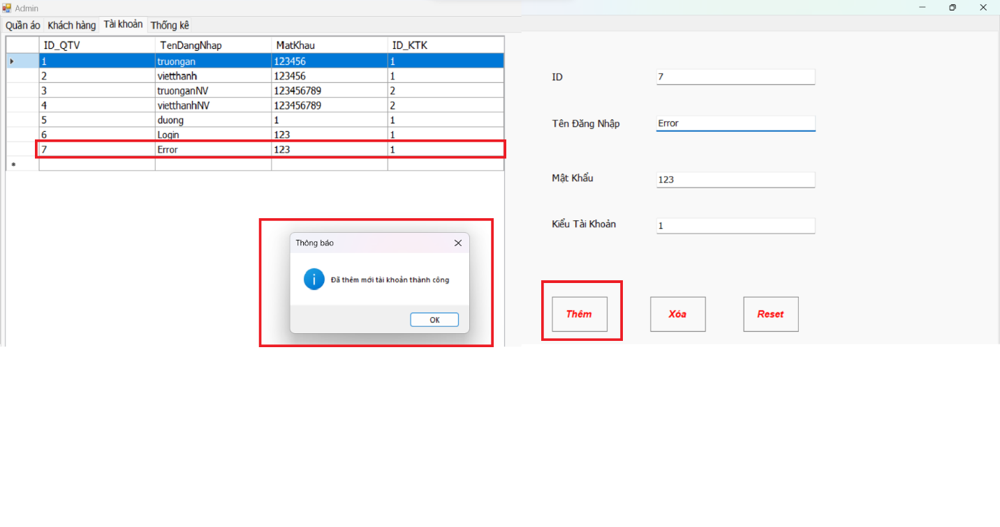 Admin
Quần áo Khách hàng Tài khoản Thống kê
ID_QTV TenDangNhap MatKhau ID_KTK
1 truongan 123456 1
2 vietthanh 123456 1
3 truonganNV 123456789 2
4 vietthanhNV 123456789 2
5 duong 1 1
6 Login 123 1
7 Error 123 1
ID 7
Tên Đăng Nhập Error
Mật Khẩu 123
Kiểu Tài Khoản 1
Thông báo
Đã thêm mới tài khoản thành công
OK
Thêm Xóa Reset